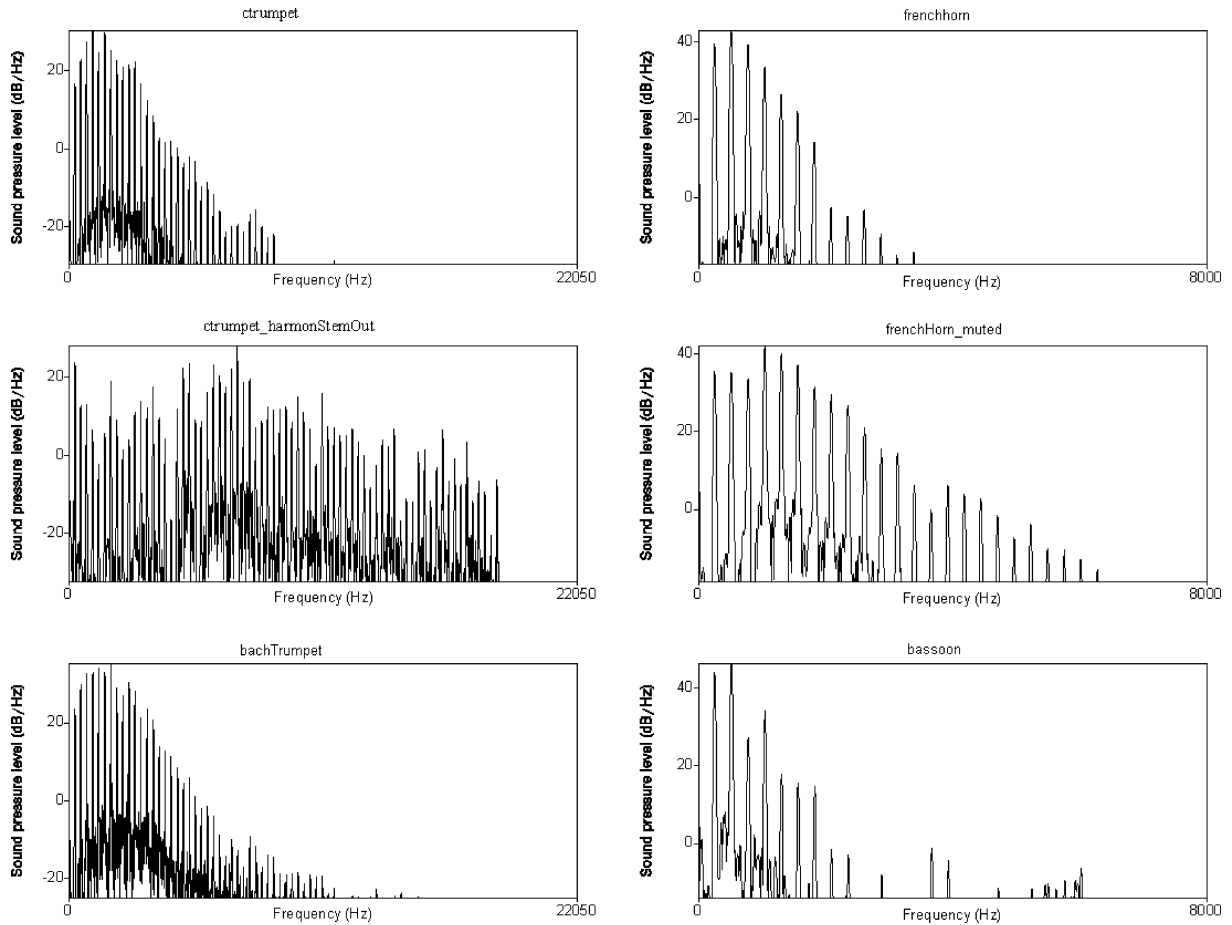 ctrumpet
Sound pressure level (dB/Hz)
20
0
-20
0
Frequency (Hz)
22050
frenchhorn
Sound pressure level (dB/Hz)
40
20
0
0
Frequency (Hz)
8000
ctrumpet_harmonStemOut
Sound pressure level (dB/Hz)
20
0
-20
0
Frequency (Hz)
22050
frenchHorn_muted
Sound pressure level (dB/Hz)
40
20
0
0
Frequency (Hz)
8000
bachTrumpet
Sound pressure level (dB/Hz)
20
0
-20
0
Frequency (Hz)
22050
bassoon
Sound pressure level (dB/Hz)
40
20
0
0
Frequency (Hz)
8000